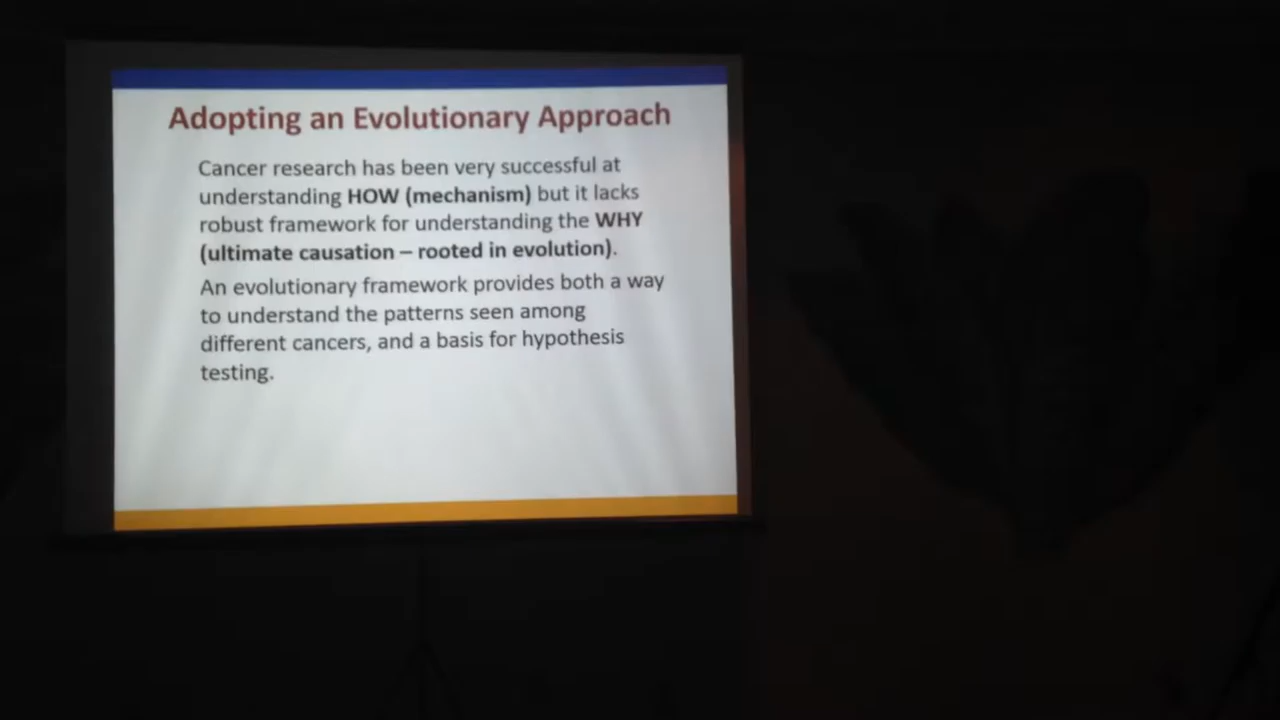 Adopting an Evolutionary Approach
Cancer research has been very successful at
understanding HOW (mechanism) but it lacks
robust framework for understanding the WHY
(ultimate causation – rooted in evolution).
An evolutionary framework provides both a way
to understand the patterns seen among
different cancers, and a basis for hypothesis
testing.